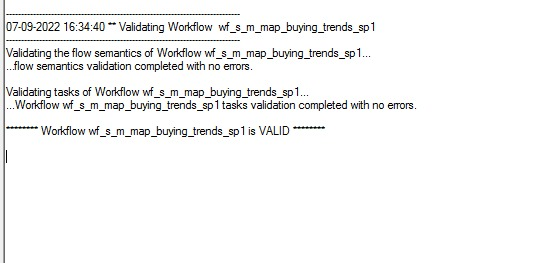 ----------------------------------------------------------------------
07-09-2022 16:34:40 ** Validating Workflow  wf_s_m_map_buying_trends_sp1
----------------------------------------------------------------------
Validating the flow semantics of Workflow wf_s_m_map_buying_trends_sp1...
...flow semantics validation completed with no errors.
Validating tasks of Workflow wf_s_m_map_buying_trends_sp1...
...Workflow wf_s_m_map_buying_trends_sp1 tasks validation completed with no errors.
******** Workflow wf_s_m_map_buying_trends_sp1 is VALID ********